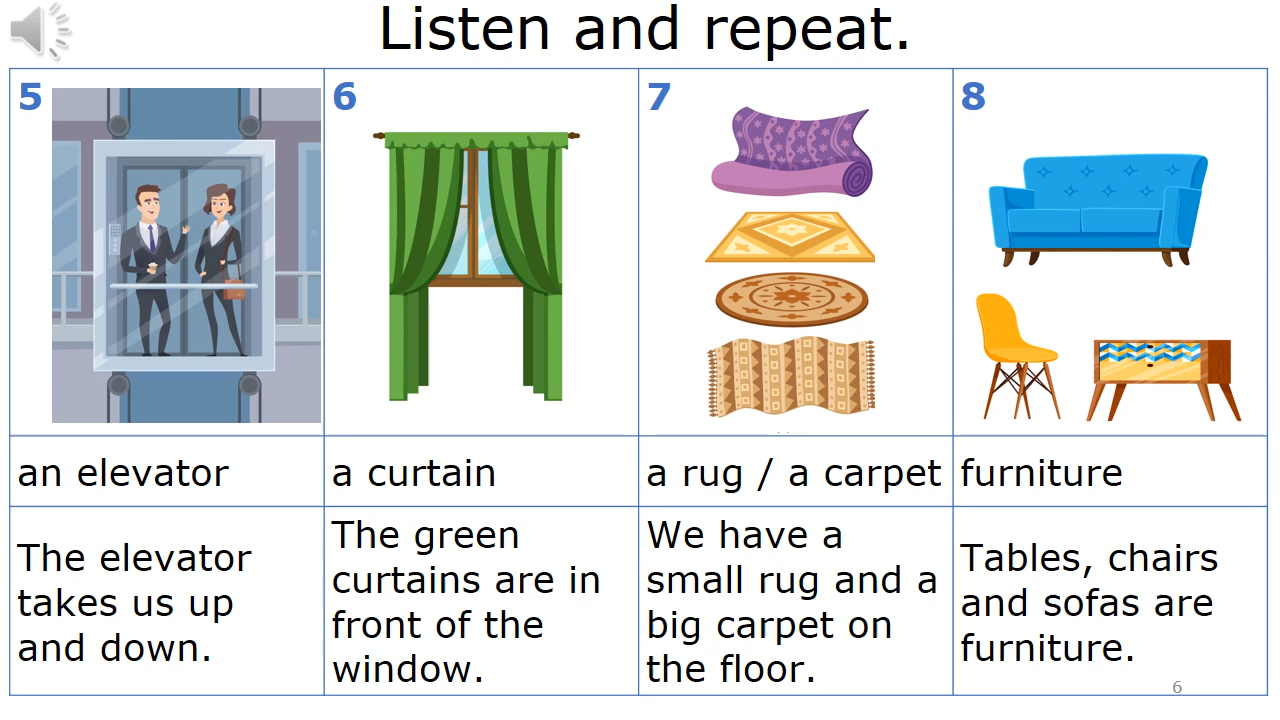 Listen and repeat.
5
6
7
8
an elevator
a curtain
a rug / a carpet
furniture
The elevator
takes us up
and down.
The green
curtains are in
front of the
window.
We have a
small rug and a
big carpet on
the floor.
Tables, chairs
and sofas are
furniture.
6